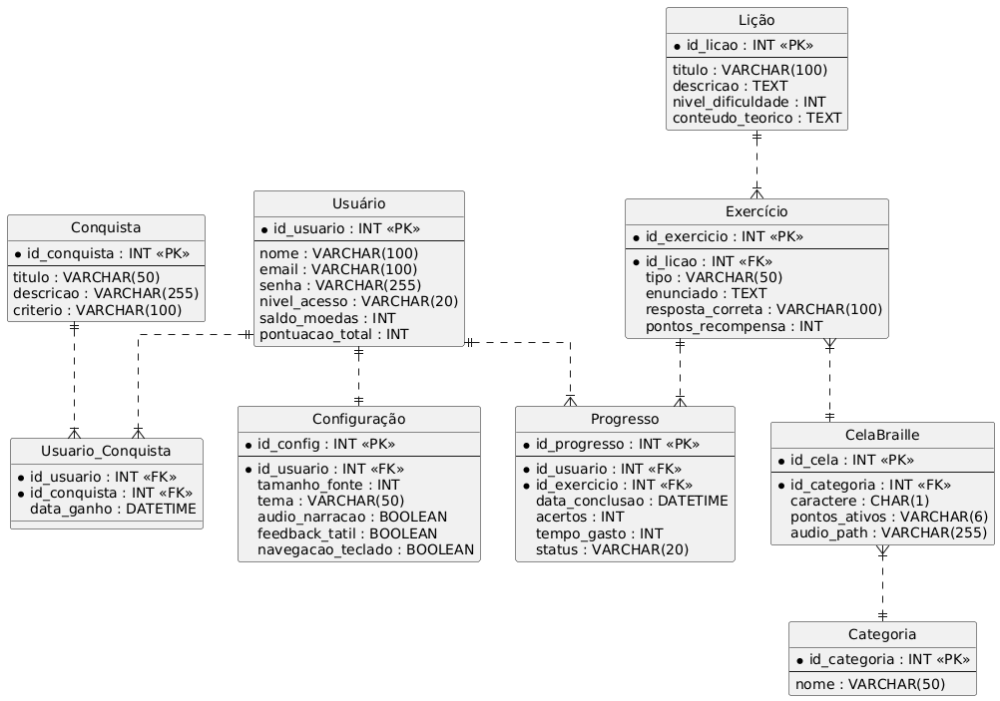 Lição
id_licao : INT «PK»
titulo : VARCHAR(100)
descricao : TEXT
nivel_dificuldade : INT
conteudo_teorico : TEXT
Conquista
id_conquista : INT «PK»
titulo : VARCHAR(50)
descricao : VARCHAR(255)
criterio : VARCHAR(100)
Usuário
id_usuario : INT «PK»
nome : VARCHAR(100)
email : VARCHAR(100)
senha : VARCHAR(255)
nivel_acesso : VARCHAR(20)
saldo_moedas : INT
pontuacao_total : INT
Exercício
id_exercicio : INT «PK»
id_licao : INT «FK»
tipo : VARCHAR(50)
enunciado : TEXT
resposta_correta : VARCHAR(100)
pontos_recompensa : INT
Usuario_Conquista
id_usuario : INT «FK»
id_conquista : INT «FK»
data_ganho : DATETIME
Configuração
id_config : INT «PK»
id_usuario : INT «FK»
tamanho_fonte : INT
tema : VARCHAR(50)
audio_narracao : BOOLEAN
feedback_tatil : BOOLEAN
navegacao_teclado : BOOLEAN
Progresso
id_progresso : INT «PK»
id_usuario : INT «FK»
id_exercicio : INT «FK»
data_conclusao : DATETIME
acertos : INT
tempo_gasto : INT
status : VARCHAR(20)
CelaBraille
id_cela : INT «PK»
id_categoria : INT «FK»
caractere : CHAR(1)
pontos_ativos : VARCHAR(6)
audio_path : VARCHAR(255)
Categoria
id_categoria : INT «PK»
nome : VARCHAR(50)